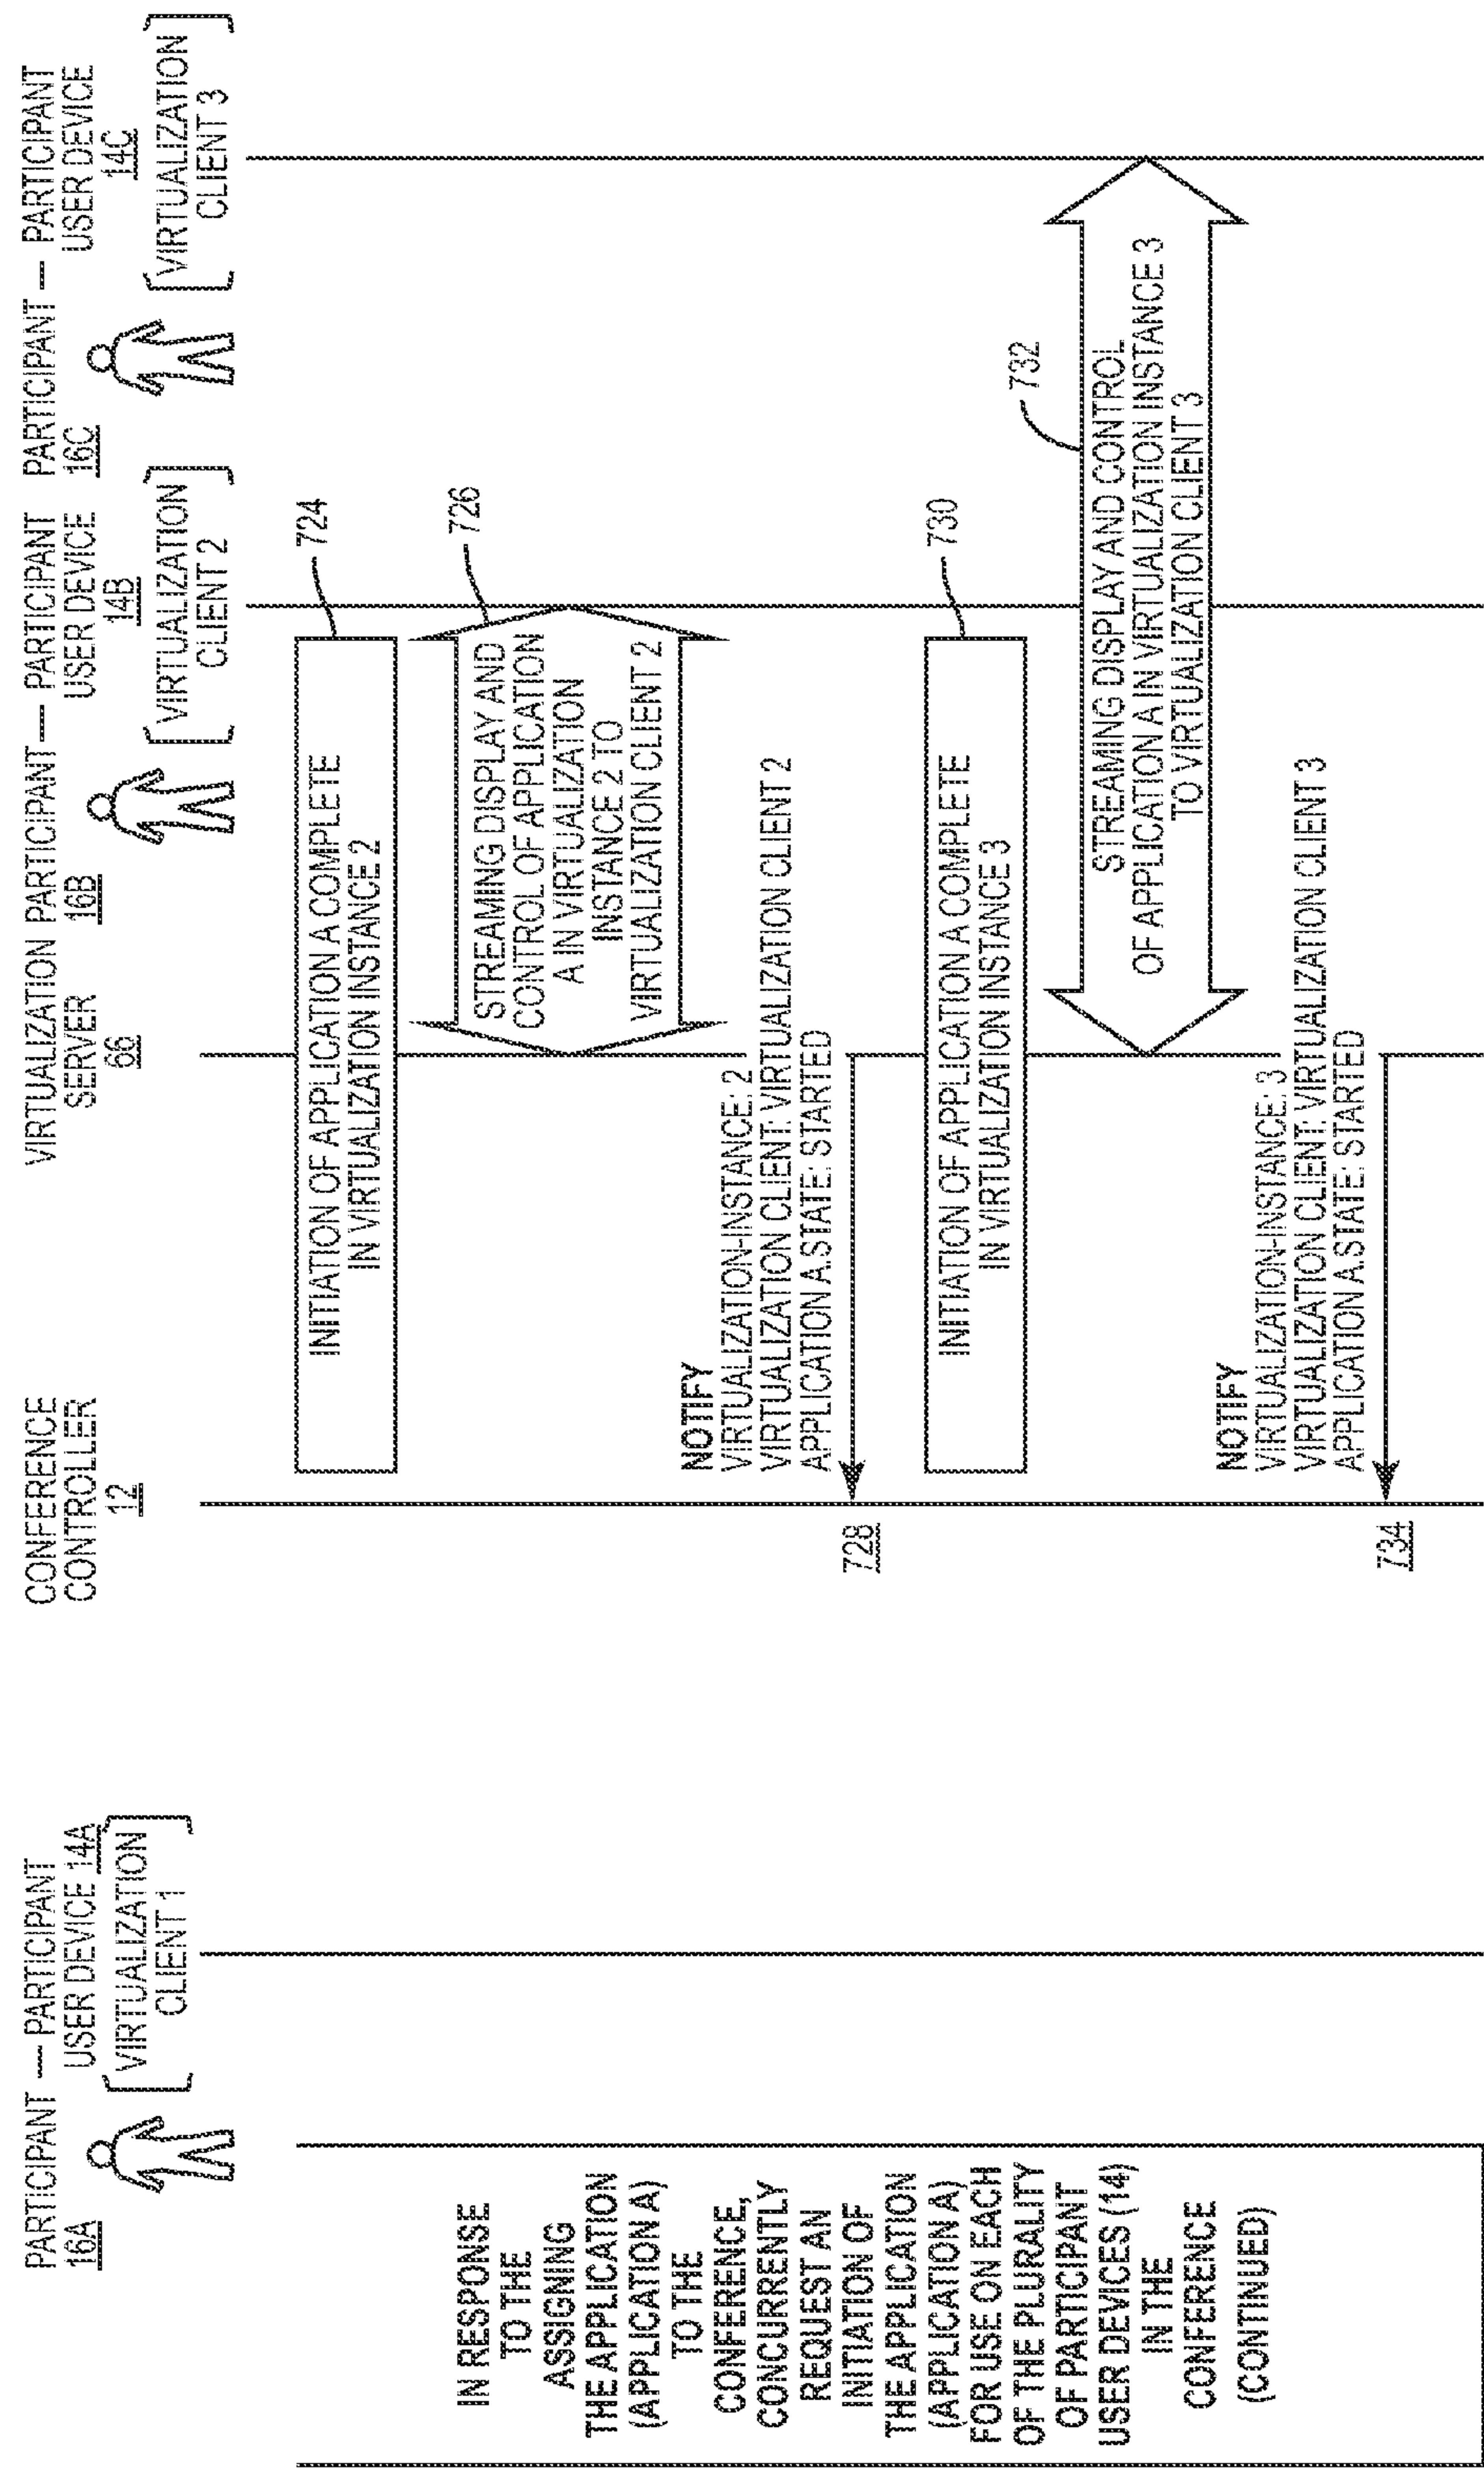 PARTICIPANT — PARTICIPANT
16A
USER DEVICE 14A
VIRTUALIZATION
CLIENT 1
CONFERENCE
CONTROLLER
12
VIRTUALIZATION
SERVER
66
PARTICIPANT — PARTICIPANT
16B
USER DEVICE
14B
VIRTUALIZATION
CLIENT 2
PARTICIPANT — PARTICIPANT
16C
USER DEVICE
14C
VIRTUALIZATION
CLIENT 3
IN RESPONSE
TO THE
ASSIGNING
THE APPLICATION
(APPLICATION A)
TO THE
CONFERENCE,
CONCURRENTLY
REQUEST AN
INITIATION OF
THE APPLICATION
(APPLICATION A)
FOR USE ON EACH
OF THE PLURALITY
OF PARTICIPANT
USER DEVICES (14)
IN THE
CONFERENCE
(CONTINUED)
INITIATION OF APPLICATION A COMPLETE
IN VIRTUALIZATION INSTANCE 2
724
STREAMING DISPLAY AND
CONTROL OF APPLICATION
A IN VIRTUALIZATION
INSTANCE 2 TO
VIRTUALIZATION CLIENT 2
726
NOTIFY
VIRTUALIZATION-INSTANCE: 2
VIRTUALIZATION CLIENT: VIRTUALIZATION CLIENT 2
APPLICATION A.STATE: STARTED
728
INITIATION OF APPLICATION A COMPLETE
IN VIRTUALIZATION INSTANCE 3
730
STREAMING DISPLAY AND CONTROL
OF APPLICATION A IN VIRTUALIZATION INSTANCE 3
TO VIRTUALIZATION CLIENT 3
732
NOTIFY
VIRTUALIZATION-INSTANCE: 3
VIRTUALIZATION CLIENT: VIRTUALIZATION CLIENT 3
APPLICATION A.STATE: STARTED
734